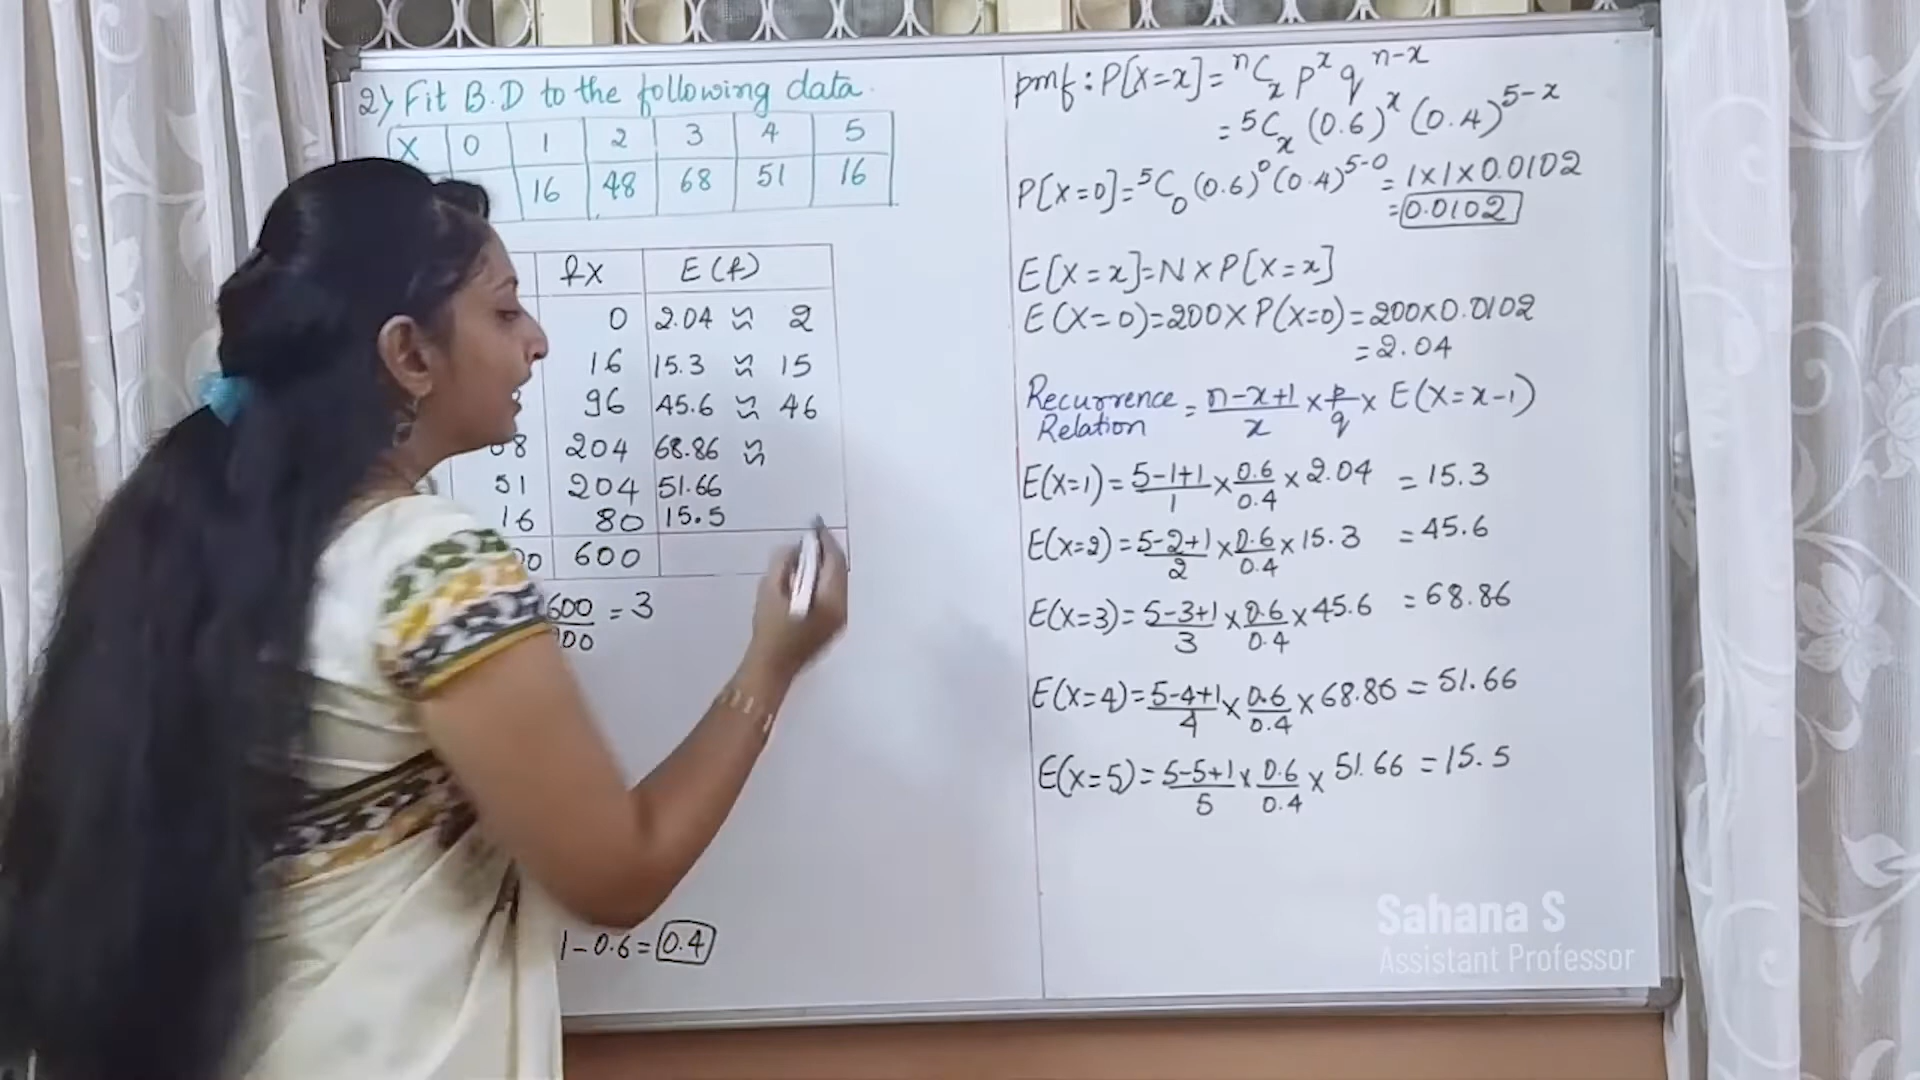 2) Fit B.D to the following data.
X 0 1 2 3 4 5
16 48 68 51 16
fx E(f)
0 2.04 ≈ 2
16 15.3 ≈ 15
96 45.6 ≈ 46
68 204 68.86 ≈
51 204 51.66
16 80 15.5
00 600
600/00 = 3
1-0.6=0.4
pmf: P[X=x]= nCx p^x q^n-x
= 5Cx (0.6)^x (0.4)^5-x
P[X=0]= 5C0 (0.6)^0 (0.4)^5-0 = 1×1×0.0102
=0.0102
E[X=x]=N×P[X=x]
E(X=0)=200×P(X=0)=200×0.0102
=2.04
Recurrence Relation = n-x+1/x × p/q × E(X=x-1)
E(X=1)= 5-1+1/1 × 0.6/0.4 × 2.04 = 15.3
E(X=2)= 5-2+1/2 × 0.6/0.4 × 15.3 = 45.6
E(X=3)= 5-3+1/3 × 0.6/0.4 × 45.6 = 68.86
E(X=4)= 5-4+1/4 × 0.6/0.4 × 68.86 = 51.66
E(X=5)= 5-5+1/5 × 0.6/0.4 × 51.66 = 15.5
Sahana S
Assistant Professor